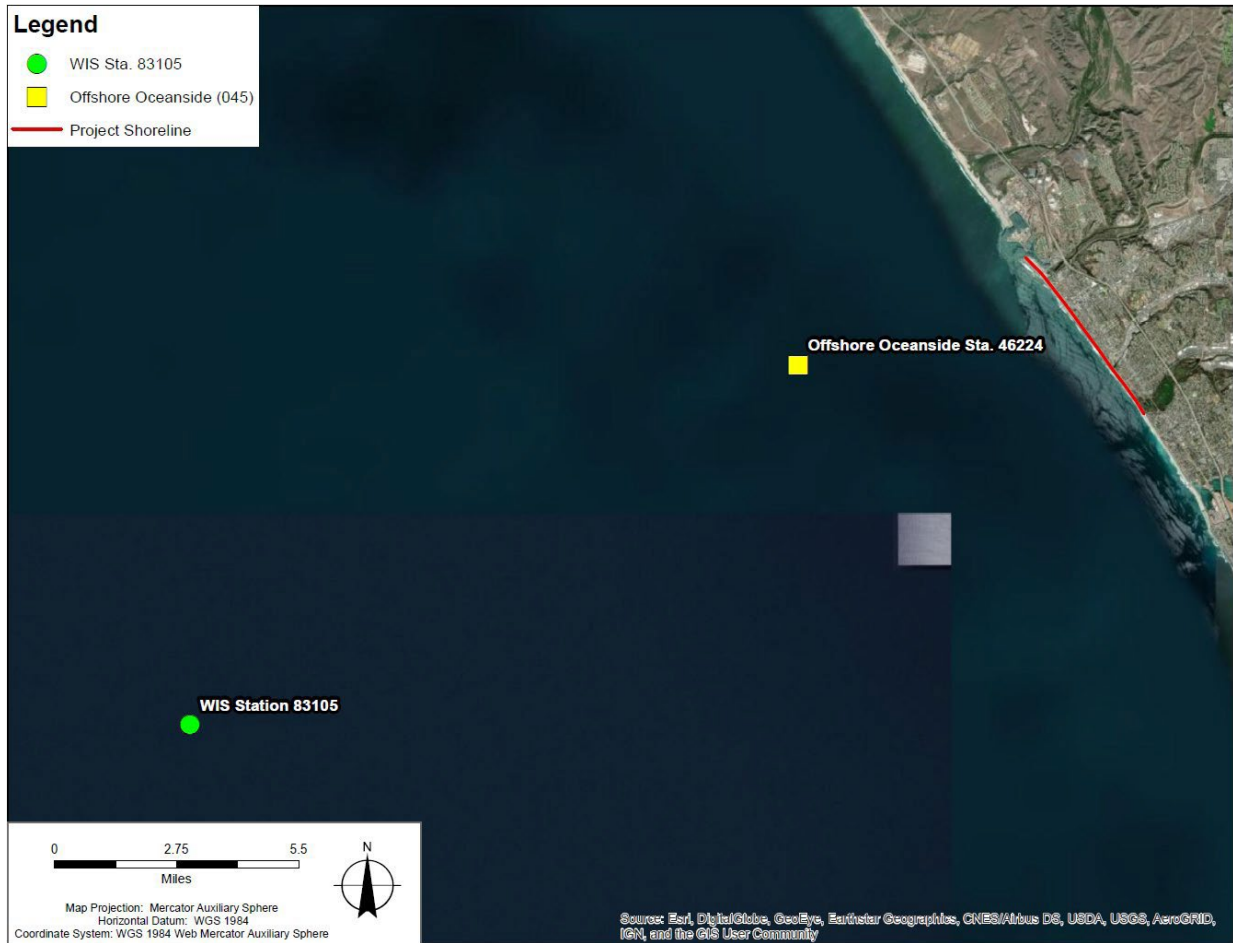 Legend
WIS Sta. 83105
Offshore Oceanside (045)
Project Shoreline
Offshore Oceanside Sta. 46224
WIS Station 83105
0 2.75 5.5
Miles
N
Map Projection: Mercator Auxiliary Sphere
Horizontal Datum: WGS 1984
Coordinate System: WGS 1984 Web Mercator Auxiliary Sphere
Source: Esri, DigitalGlobe, GeoEye, Earthstar Geographics, CNES/Airbus DS, USDA, USGS, AeroGRID,
IGN, and the GIS User Community